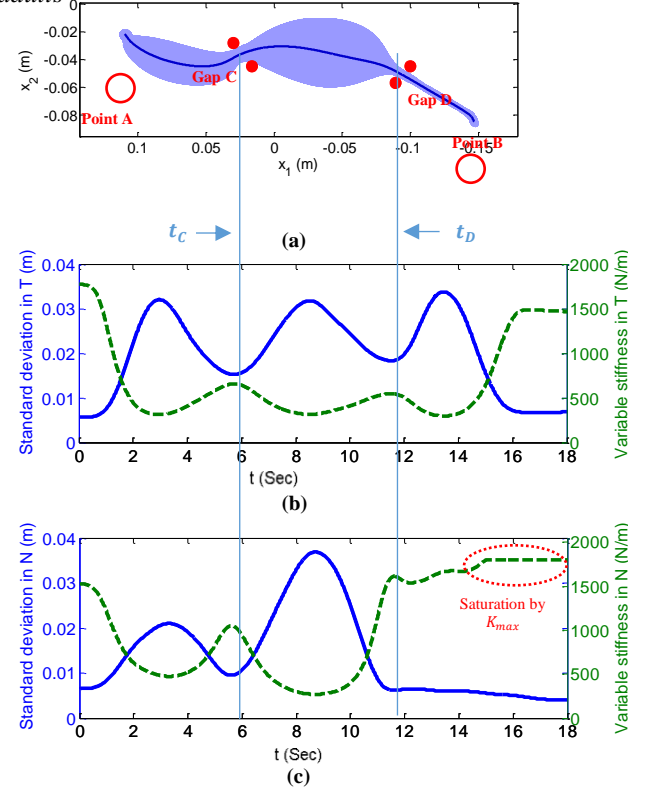 0
-0.02
-0.04
-0.06
-0.08
x2 (m)
Gap C
Gap D
Point A
Point B
0.1 0.05 0 -0.05 -0.1 -0.15
x1 (m)
tC
tD
(a)
Standard deviation in T (m)
0.04
0.03
0.02
0.01
0
2000
1500
1000
500
0
Variable stiffness in T (N/m)
0 2 4 6 8 10 12 14 16 18
t (Sec)
(b)
Standard deviation in N (m)
0.04
0.03
0.02
0.01
0
2000
1500
1000
500
0
Variable stiffness in N (N/m)
Saturation by
Kmax
0 2 4 6 8 10 12 14 16 18
t (Sec)
(c)